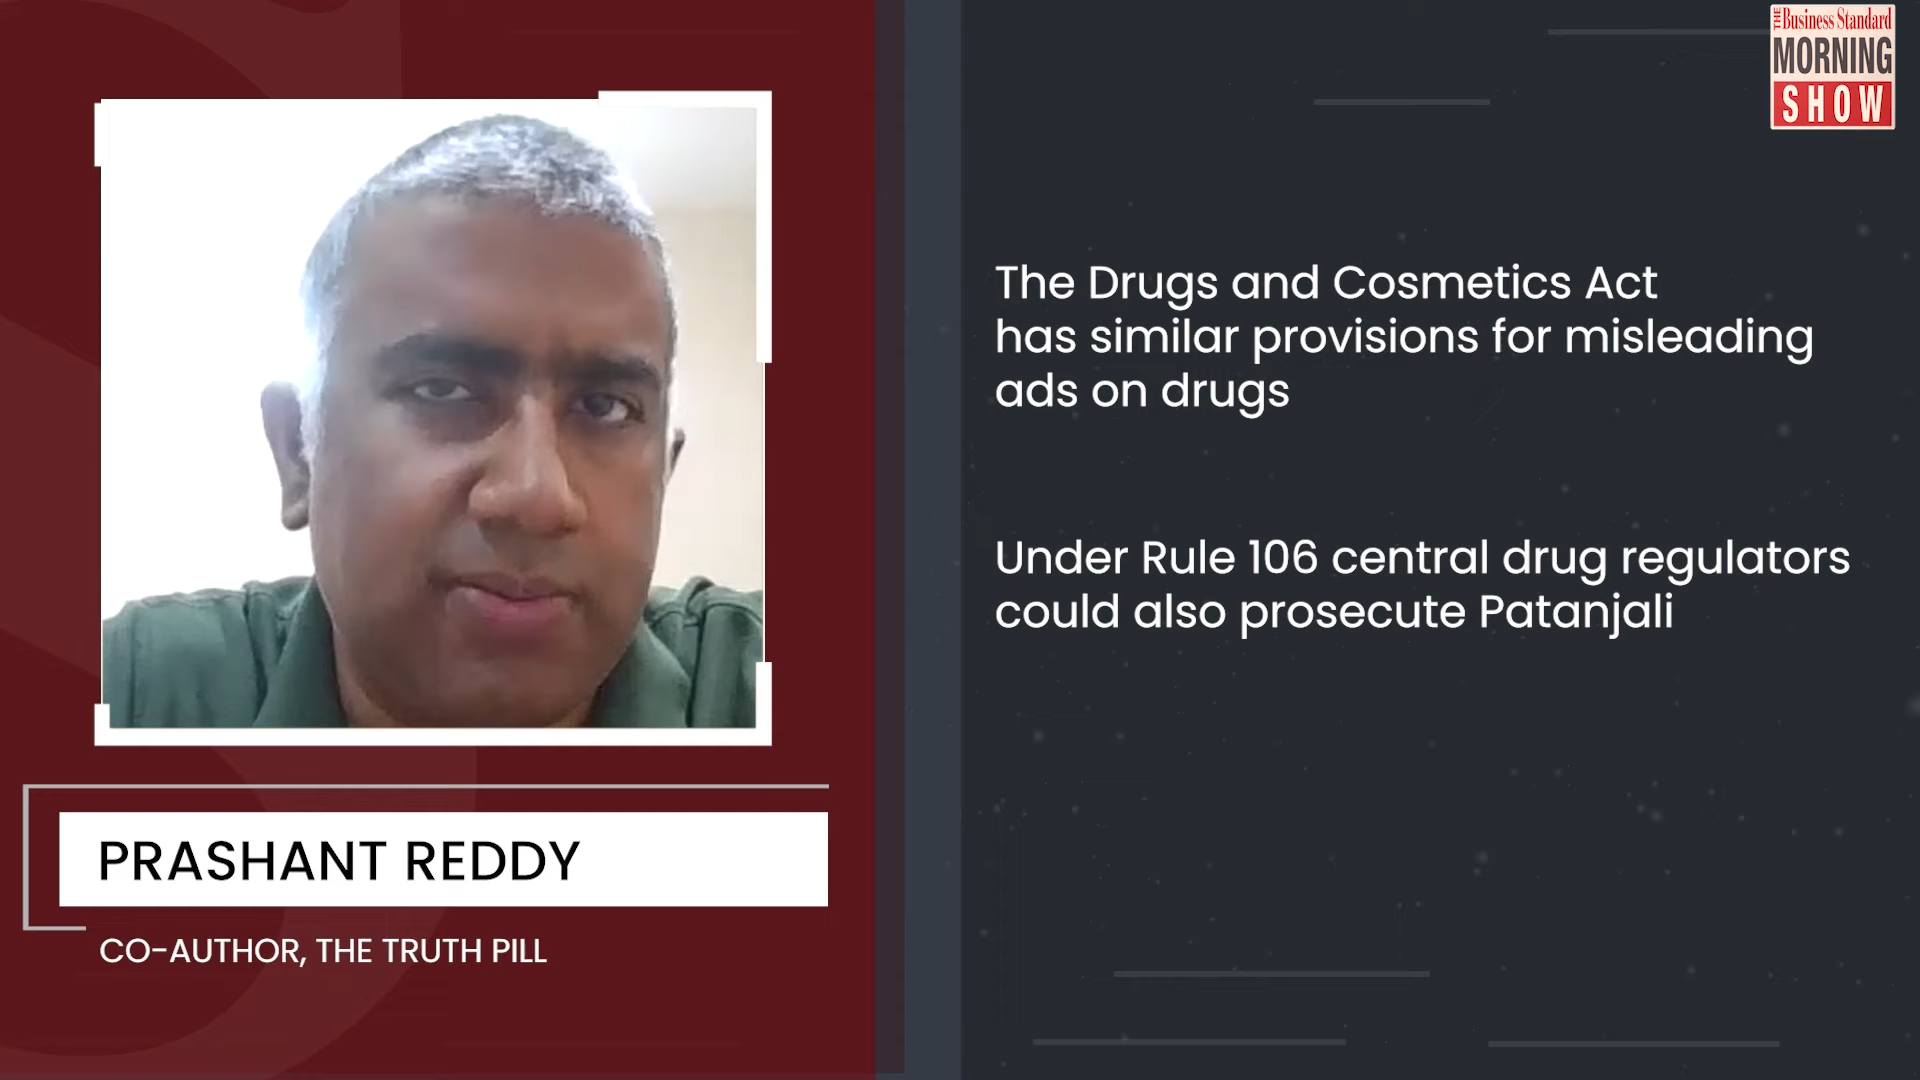 THE Business Standard
MORNING
SHOW
The Drugs and Cosmetics Act
has similar provisions for misleading
ads on drugs
Under Rule 106 central drug regulators
could also prosecute Patanjali
PRASHANT REDDY
CO-AUTHOR, THE TRUTH PILL